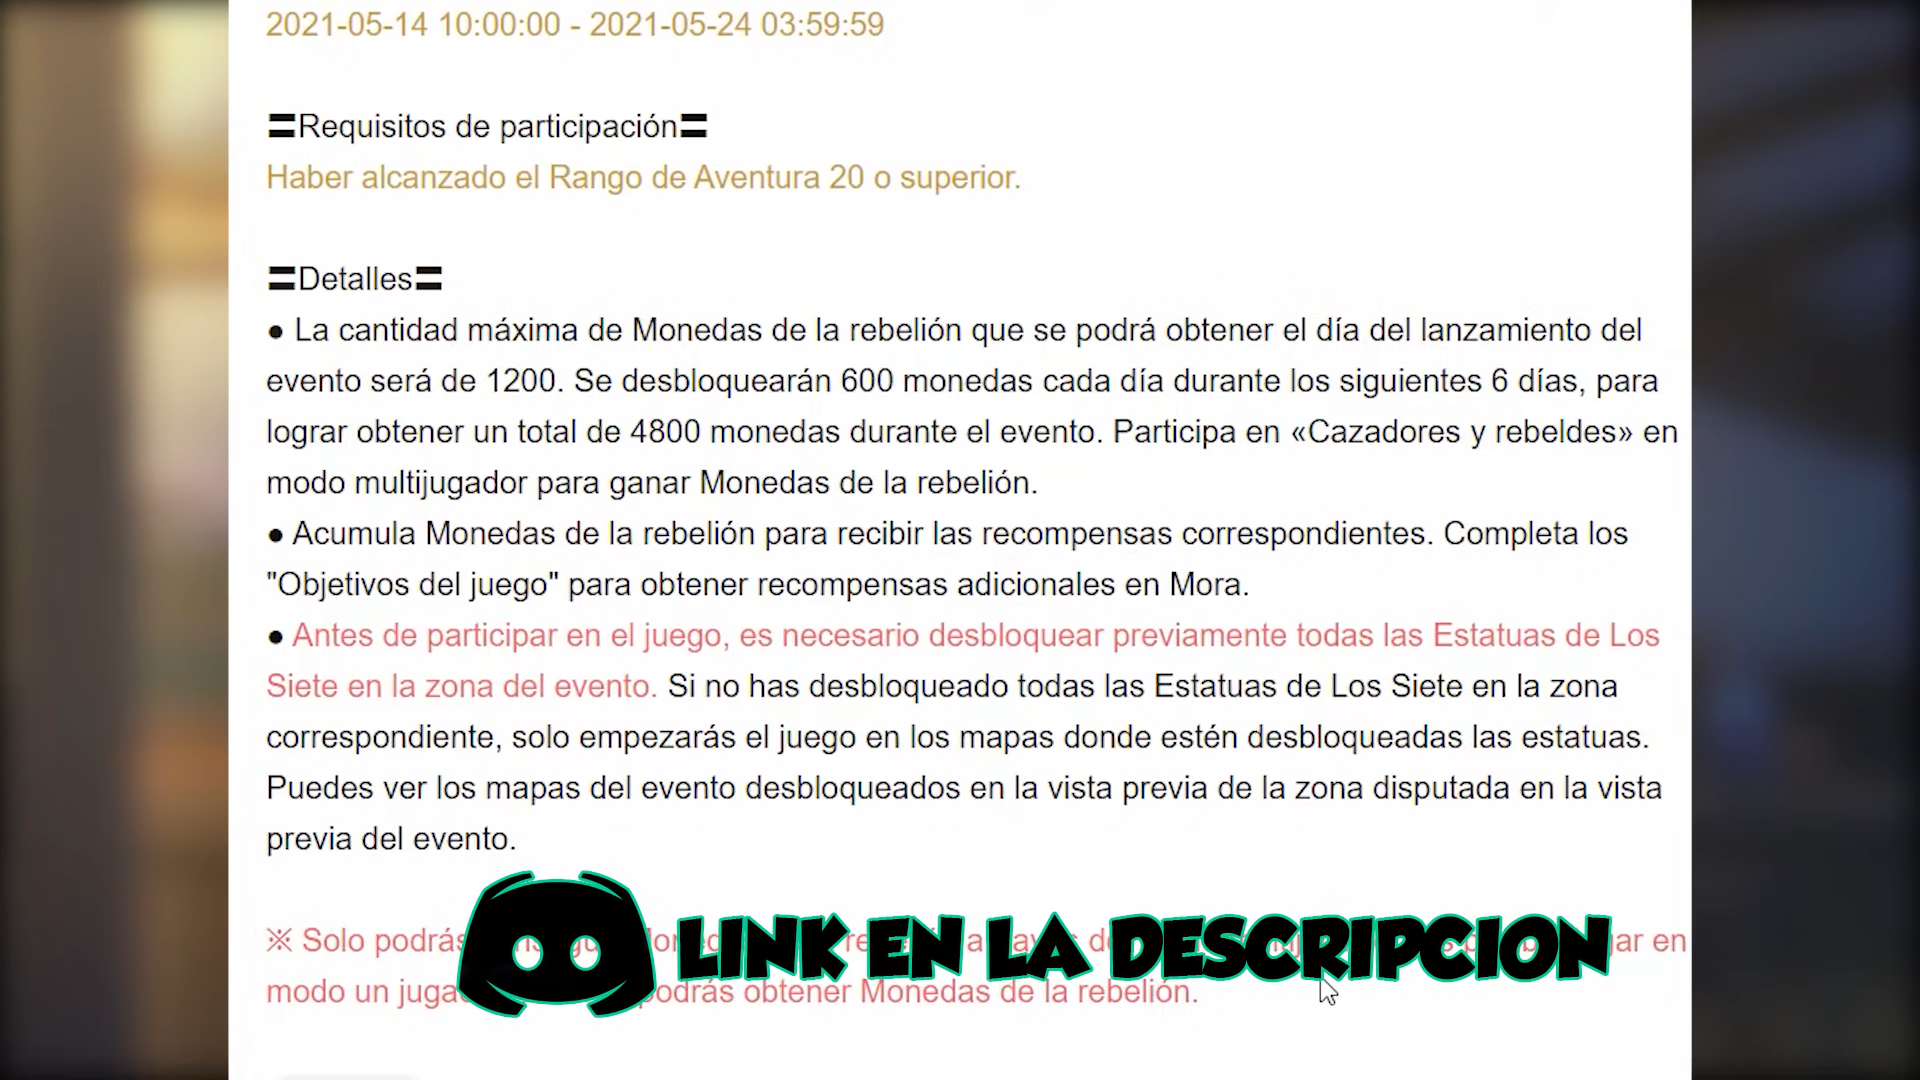 2021-05-14 10:00:00 - 2021-05-24 03:59:59
〓Requisitos de participación〓
Haber alcanzado el Rango de Aventura 20 o superior.
〓Detalles〓
● La cantidad máxima de Monedas de la rebelión que se podrá obtener el día del lanzamiento del
evento será de 1200. Se desbloquearán 600 monedas cada día durante los siguientes 6 días, para
lograr obtener un total de 4800 monedas durante el evento. Participa en «Cazadores y rebeldes» en
modo multijugador para ganar Monedas de la rebelión.
● Acumula Monedas de la rebelión para recibir las recompensas correspondientes. Completa los
"Objetivos del juego" para obtener recompensas adicionales en Mora.
● Antes de participar en el juego, es necesario desbloquear previamente todas las Estatuas de Los
Siete en la zona del evento. Si no has desbloqueado todas las Estatuas de Los Siete en la zona
correspondiente, solo empezarás el juego en los mapas donde estén desbloqueadas las estatuas.
Puedes ver los mapas del evento desbloqueados en la vista previa de la zona disputada en la vista
previa del evento.
※ Solo podrás en
modo un podrás obtener Monedas de la rebelión.
LINK EN LA DESCRIPCION